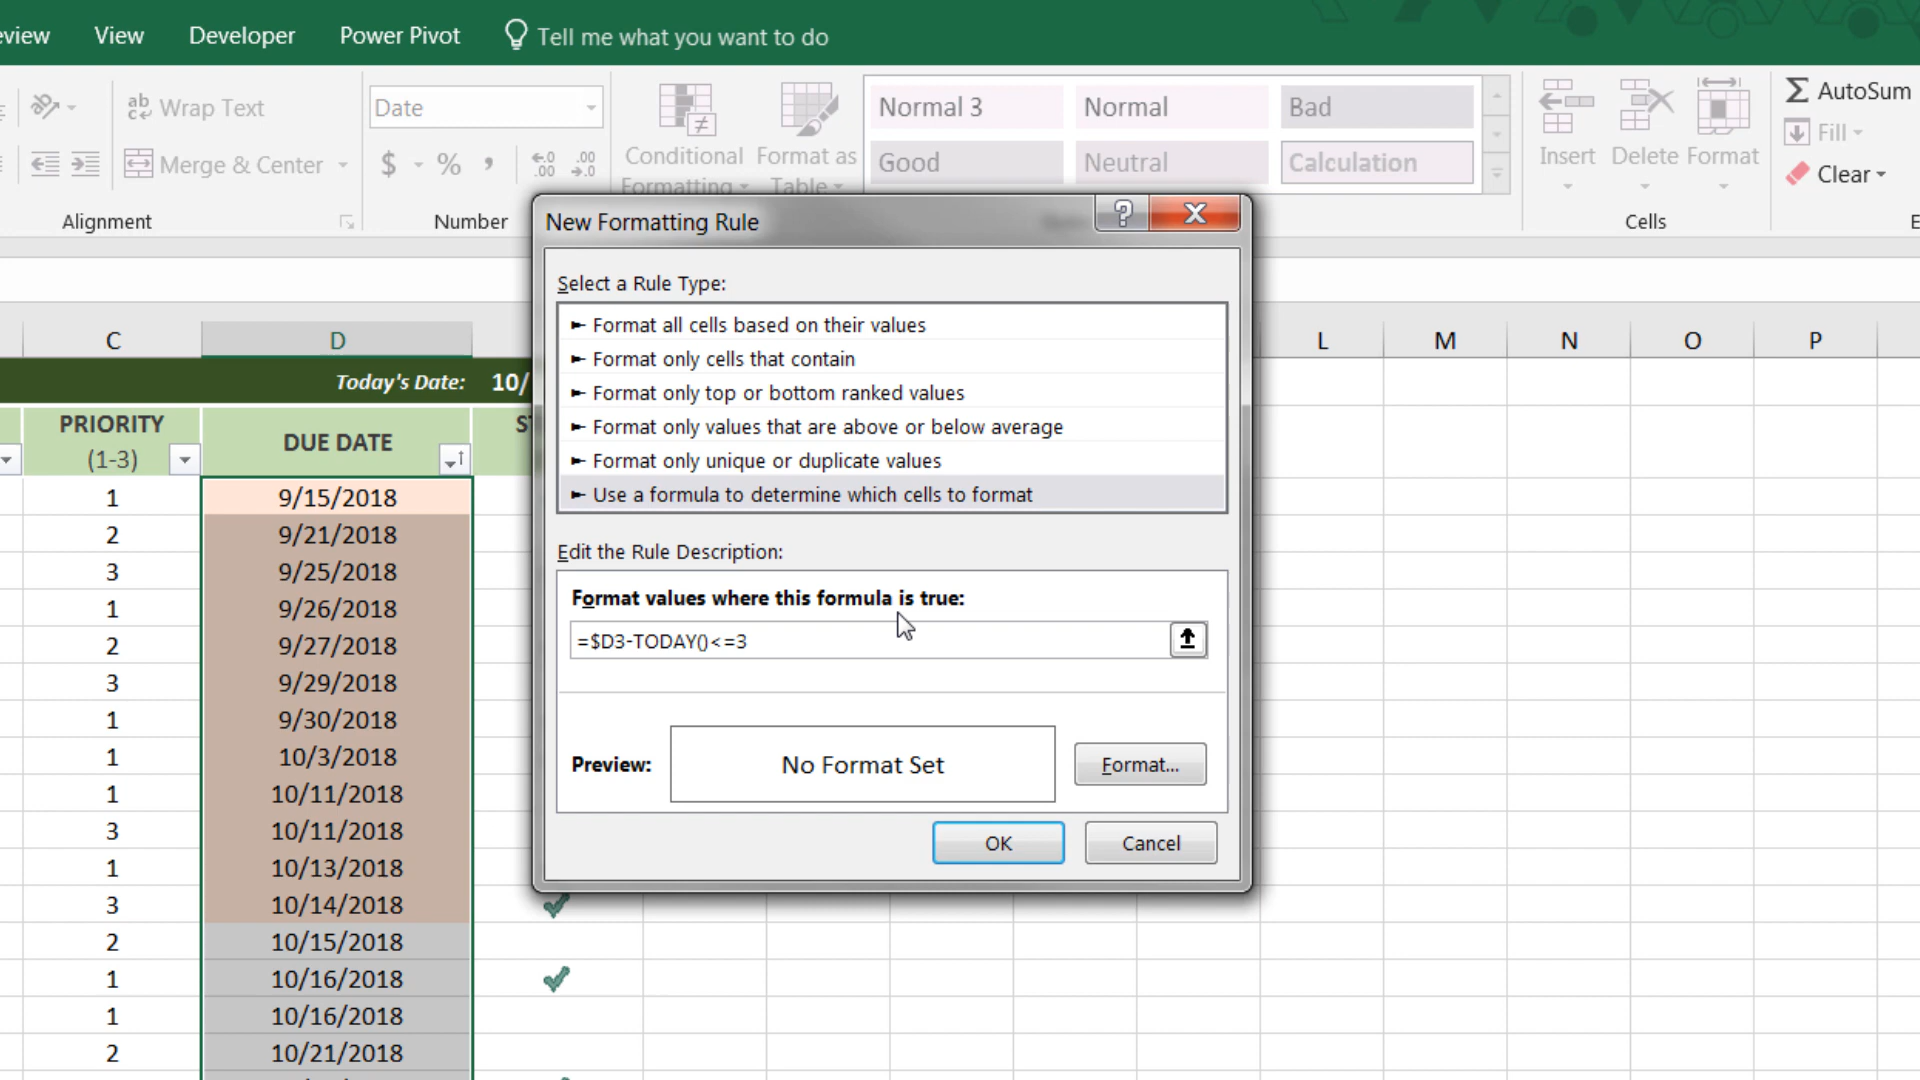 eview View Developer Power Pivot Tell me what you want to do
Wrap Text Date Normal 3 Normal Bad AutoSum
Conditional Format as Insert Delete Format Fill
Merge & Center $ % , Formatting Table Good Neutral Calculation Clear
Alignment Number Cells E
New Formatting Rule
Select a Rule Type:
► Format all cells based on their values
► Format only cells that contain
► Format only top or bottom ranked values
► Format only values that are above or below average
► Format only unique or duplicate values
► Use a formula to determine which cells to format
Edit the Rule Description:
Format values where this formula is true:
=$D3-TODAY()<=3
Preview: No Format Set Format...
OK Cancel
C D L M N O P
Today's Date: 10/
PRIORITY
(1-3)
DUE DATE
ST
1 9/15/2018
2 9/21/2018
3 9/25/2018
1 9/26/2018
2 9/27/2018
3 9/29/2018
1 9/30/2018
1 10/3/2018
1 10/11/2018
3 10/11/2018
1 10/13/2018
3 10/14/2018
2 10/15/2018
1 10/16/2018
1 10/16/2018
2 10/21/2018